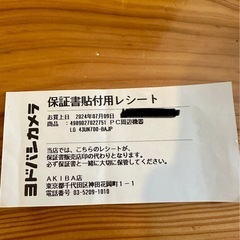 ヨドバシカメラ
保証書貼付用レシート
お買上日 2024年07月09日
商品名：4989027022751 PC周辺機器
LG 43UN700-BAJP
当店では、こちらのレシートが、
保証書販売店印の代わりとなります。
必ず保証書と一緒に大切に保管してください。
AKIBA店
東京都千代田区神田花岡町1-1
電話番号 03-5209-1010